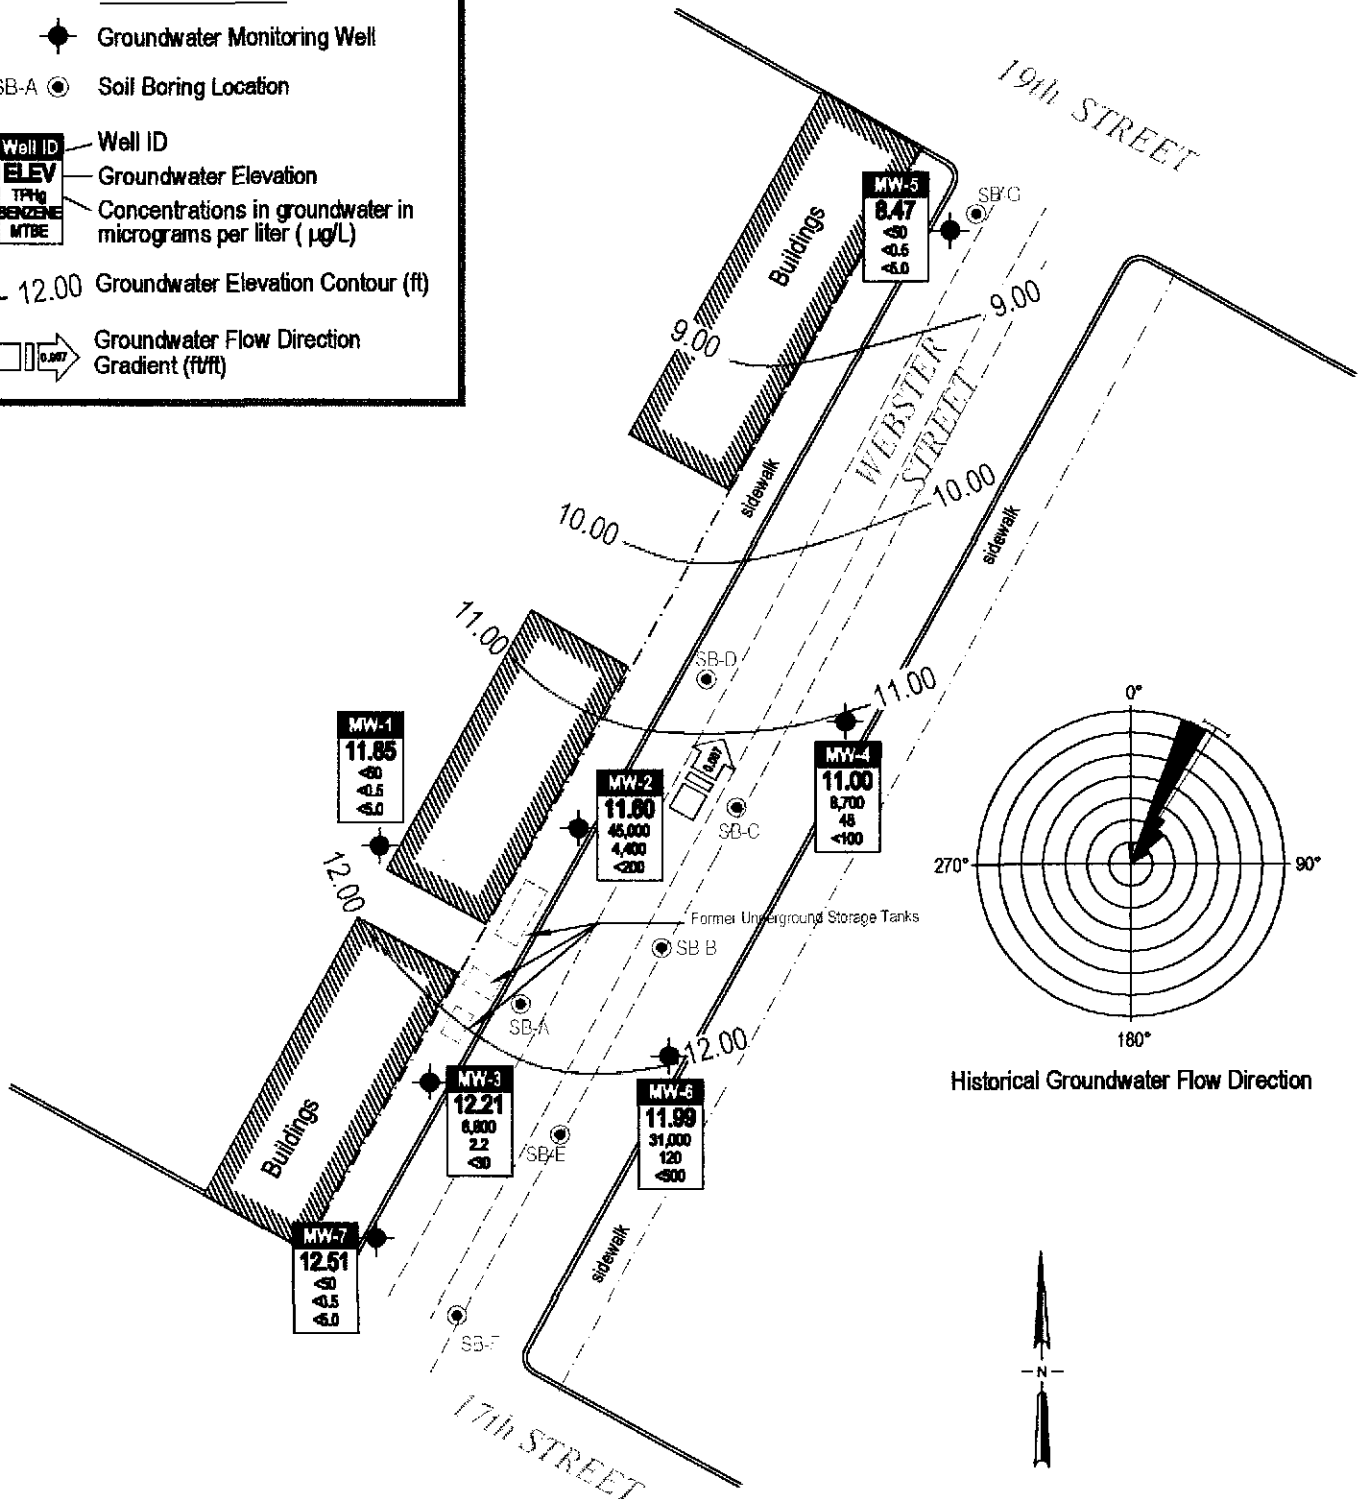 Groundwater Monitoring Well
SB-A
Soil Boring Location
Well ID
ELEV
TPHg
BENZENE
MTBE
Well ID
Groundwater Elevation
Concentrations in groundwater in
micrograms per liter ( µg/L)
12.00
Groundwater Elevation Contour (ft)
0.007
Groundwater Flow Direction
Gradient (ft/ft)
19th STREET
MW-5
8.47
<50
<0.5
<5.0
SB-G
Buildings
9.00
9.00
WEBSTER
STREET
sidewalk
10.00
10.00
sidewalk
11.00
SB-D
11.00
MW-1
11.85
<50
<0.5
<5.0
MW-2
11.60
45,000
4,400
<200
0.007
SB-C
MW-4
11.00
8,700
48
<100
0°
270°
90°
180°
Historical Groundwater Flow Direction
12.00
Former Underground Storage Tanks
SB B
SB-A
12.00
MW-3
12.21
6,800
2.2
<30
MW-6
11.99
31,000
120
<500
SB-E
Buildings
sidewalk
MW-7
12.51
<50
<0.5
<5.0
SB-F
17th STREET
N